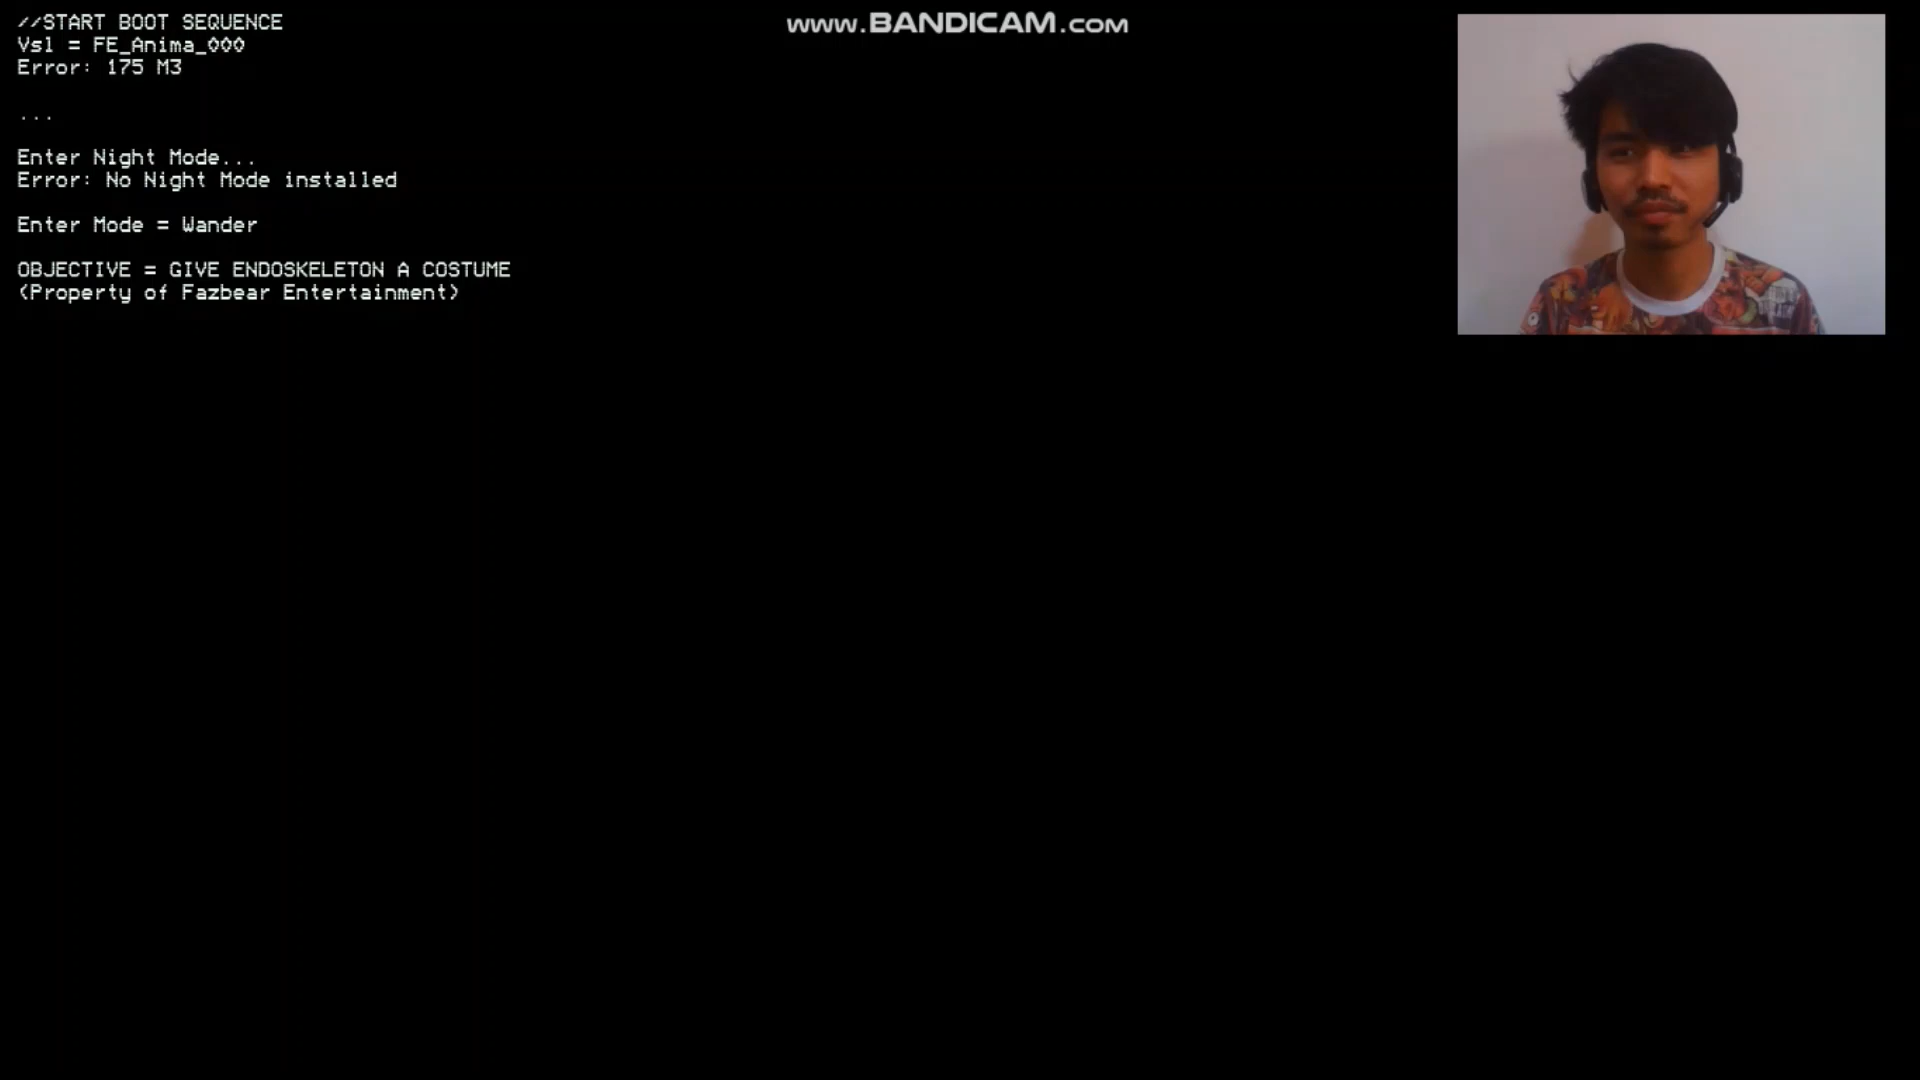 //START BOOT SEQUENCE
Vsl = FE_Anima_000
Error: 175 M3
...
Enter Night Mode...
Error: No Night Mode installed
Enter Mode = Wander
OBJECTIVE = GIVE ENDOSKELETON A COSTUME
(Property of Fazbear Entertainment)
www.BANDICAM.com